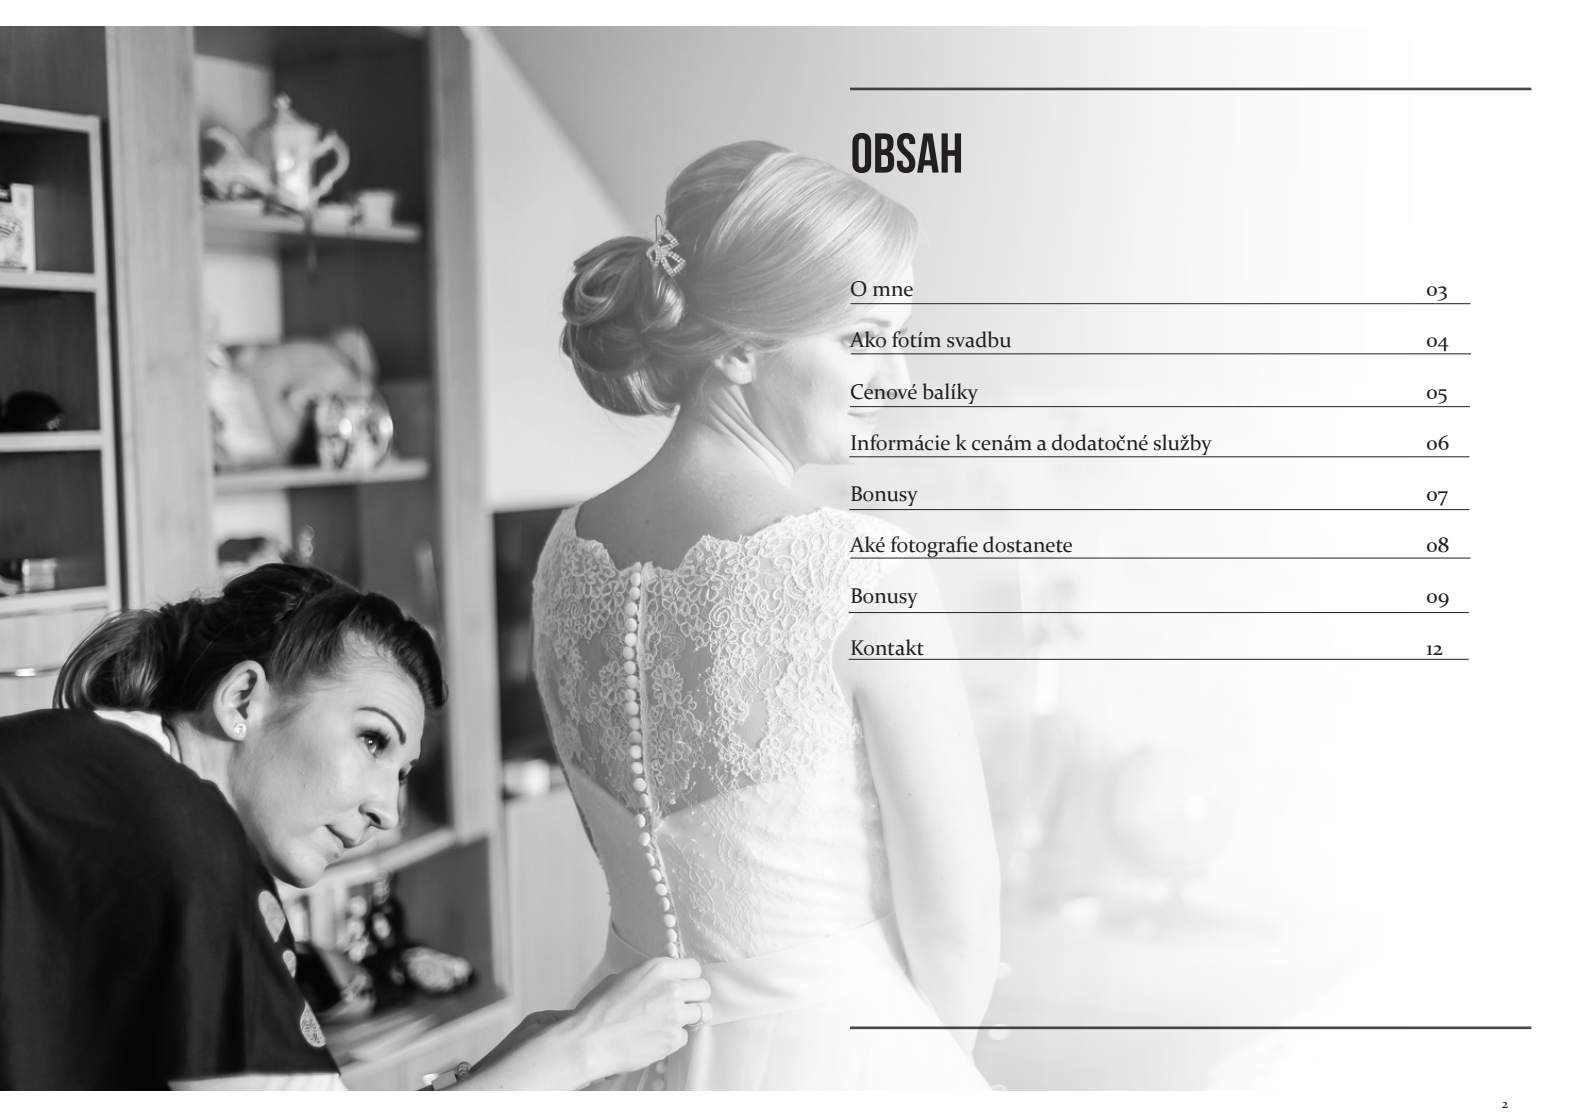 OBSAH
O mne 03
Ako fotím svadbu 04
Cenové balíky 05
Informácie k cenám a dodatočné služby 06
Bonusy 07
Aké fotografie dostanete 08
Bonusy 09
Kontakt 12
2